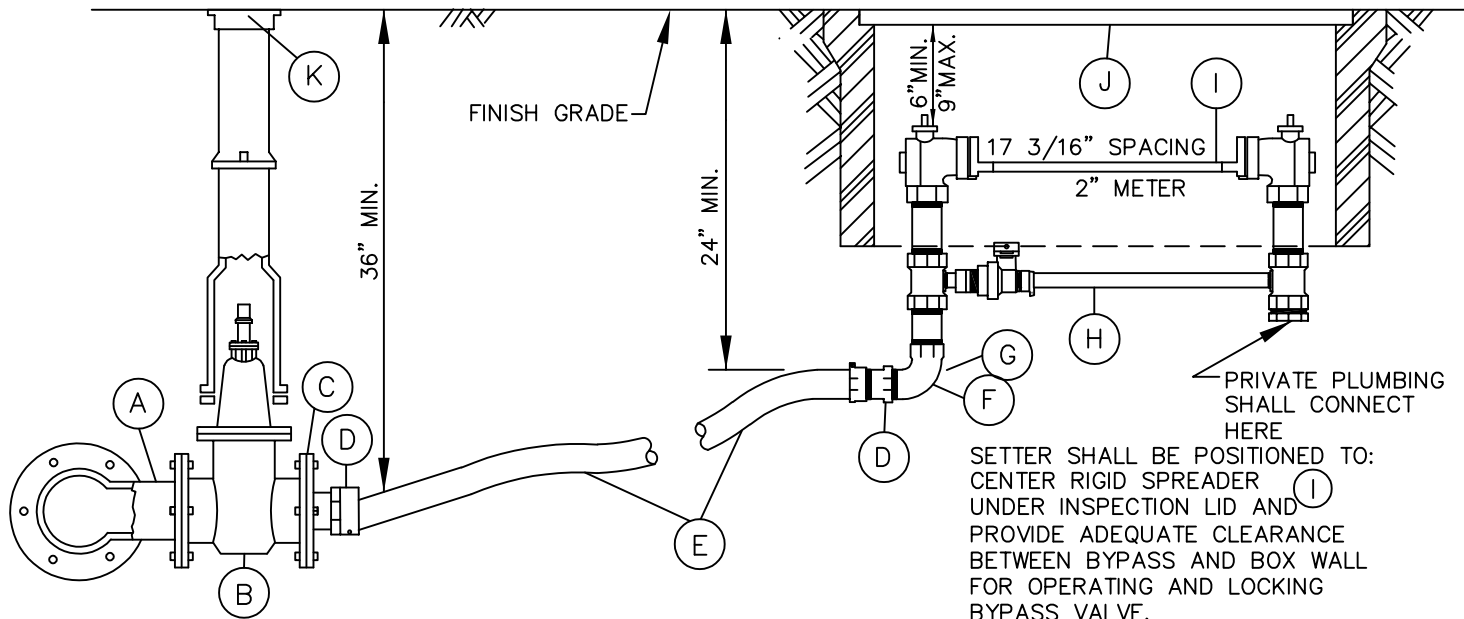 K
J
I
FINISH GRADE
6"MIN.
9"MAX.
17 3/16" SPACING
2" METER
36" MIN.
24" MIN.
A
C
D
H
G
F
D
E
B
PRIVATE PLUMBING
SHALL CONNECT
HERE
SETTER SHALL BE POSITIONED TO:
CENTER RIGID SPREADER I
UNDER INSPECTION LID AND
PROVIDE ADEQUATE CLEARANCE
BETWEEN BYPASS AND BOX WALL
FOR OPERATING AND LOCKING
BYPASS VALVE.